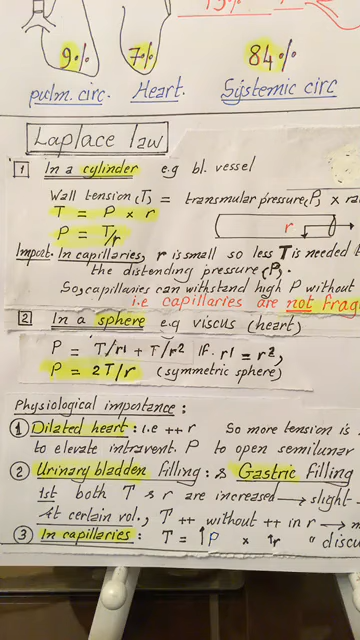 9% 7% 84%
pulm. circ. Heart. Systemic circ
Laplace law
1 In a cylinder e.g bl. vessel
Wall tension (T) = transmular pressure (P) x ra
T = P x r
P = T/r
r
Import. In capillaries, r is small so less T is needed t
the distending pressure (P).
So, capillaries can withstand high P without
i.e capillaries are not frag
2 In a sphere e.g viscus (heart)
P = T/r1 + T/r2 If r1 = r2,
P = 2T/r (symmetric sphere)
Physiological importance :
1 Dilated heart : i.e ++ r So more tension is
to elevate intravent. P to open semilunar
2 Urinary bladder filling : & Gastric filling
1st both T & r are increased → slight
At certain vol., T ++ without ++ in r →
3 In capillaries : T = ↑P x ↑r " discu